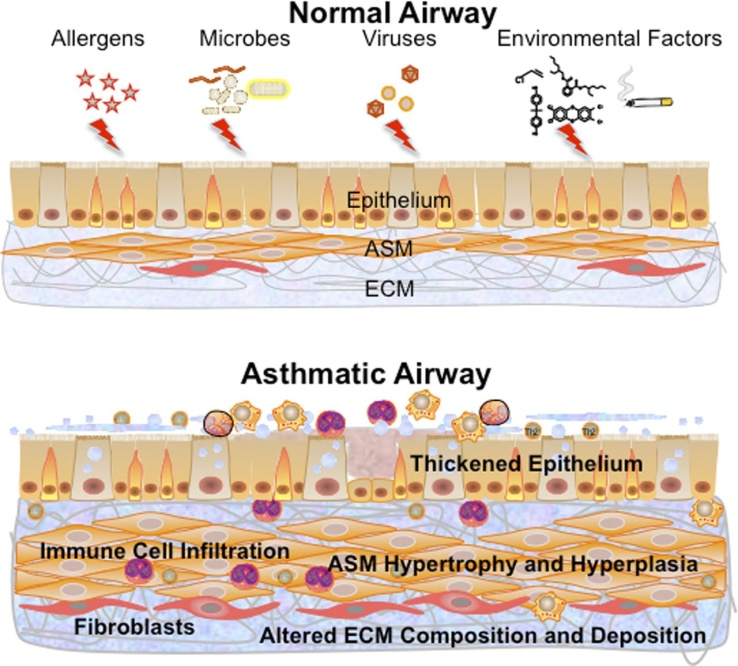 Normal Airway
Allergens Microbes Viruses Environmental Factors
Epithelium
ASM
ECM
Asthmatic Airway
Th2 Th2
Thickened Epithelium
Immune Cell Infiltration
ASM Hypertrophy and Hyperplasia
Fibroblasts
Altered ECM Composition and Deposition